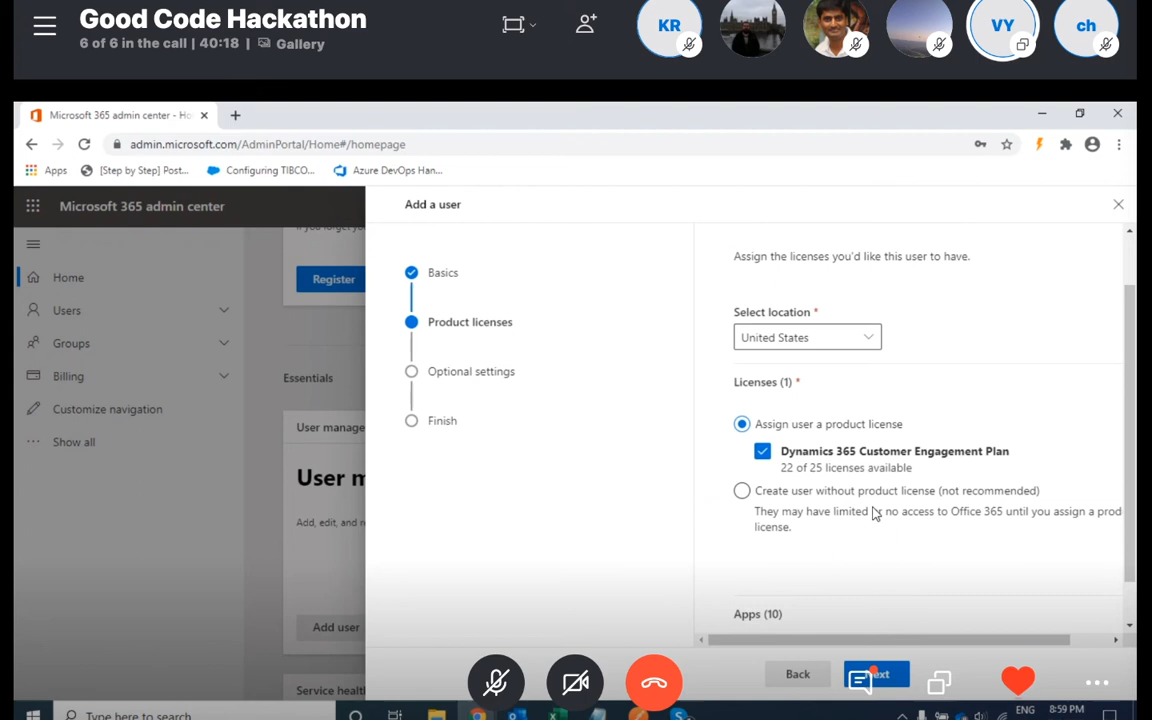 Good Code Hackathon
6 of 6 in the call | 40:18 | Gallery
KR
VY
ch
Microsoft 365 admin center - Ho
admin.microsoft.com/AdminPortal/Home#/homepage
Apps
[Step by Step] Post...
Configuring TIBCO...
Azure DevOps Han...
Microsoft 365 admin center
Add a user
Home
Users
Groups
Billing
Customize navigation
Show all
If you forget you
Register
Essentials
User manage
User m
Add, edit, and r
Add user
Service healt
Basics
Product licenses
Optional settings
Finish
Assign the licenses you'd like this user to have.
Select location *
United States
Licenses (1) *
Assign user a product license
Dynamics 365 Customer Engagement Plan
22 of 25 licenses available
Create user without product license (not recommended)
They may have limited or no access to Office 365 until you assign a prod
license.
Apps (10)
Back
ext
Type here to search
ENG
8:59 PM